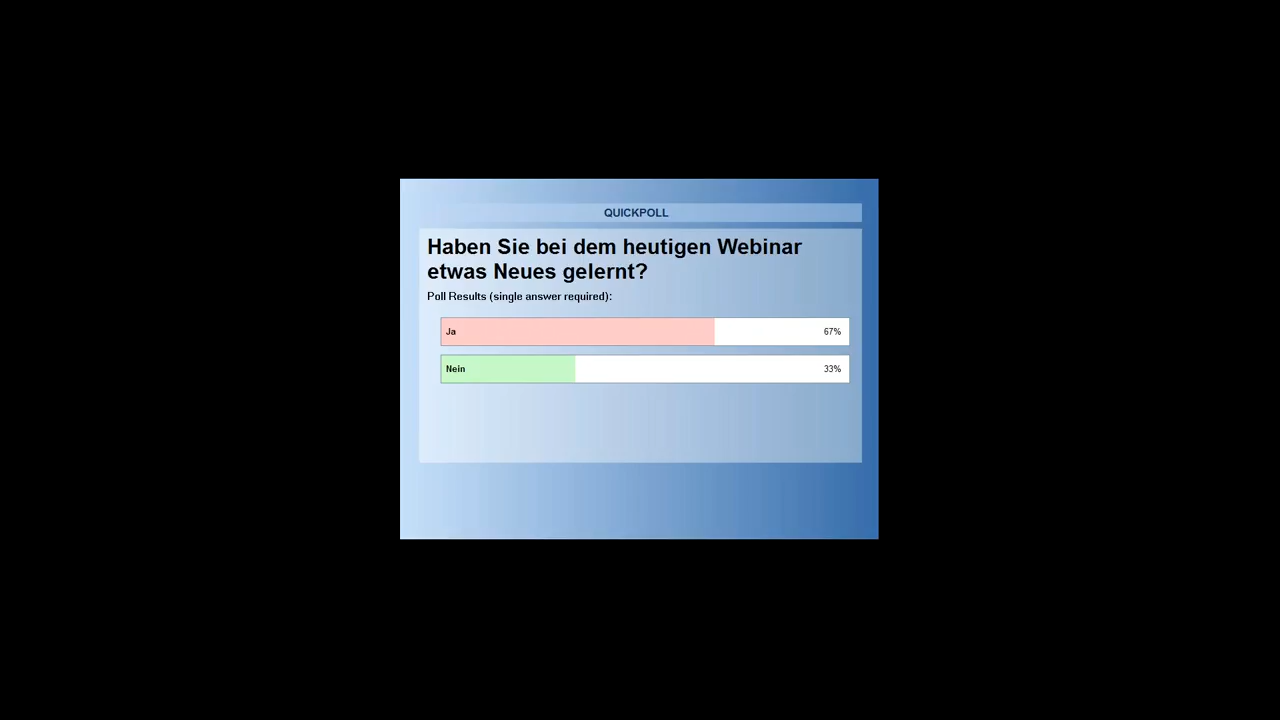 QUICKPOLL
Haben Sie bei dem heutigen Webinar
etwas Neues gelernt?
Poll Results (single answer required):
Ja 67%
Nein 33%